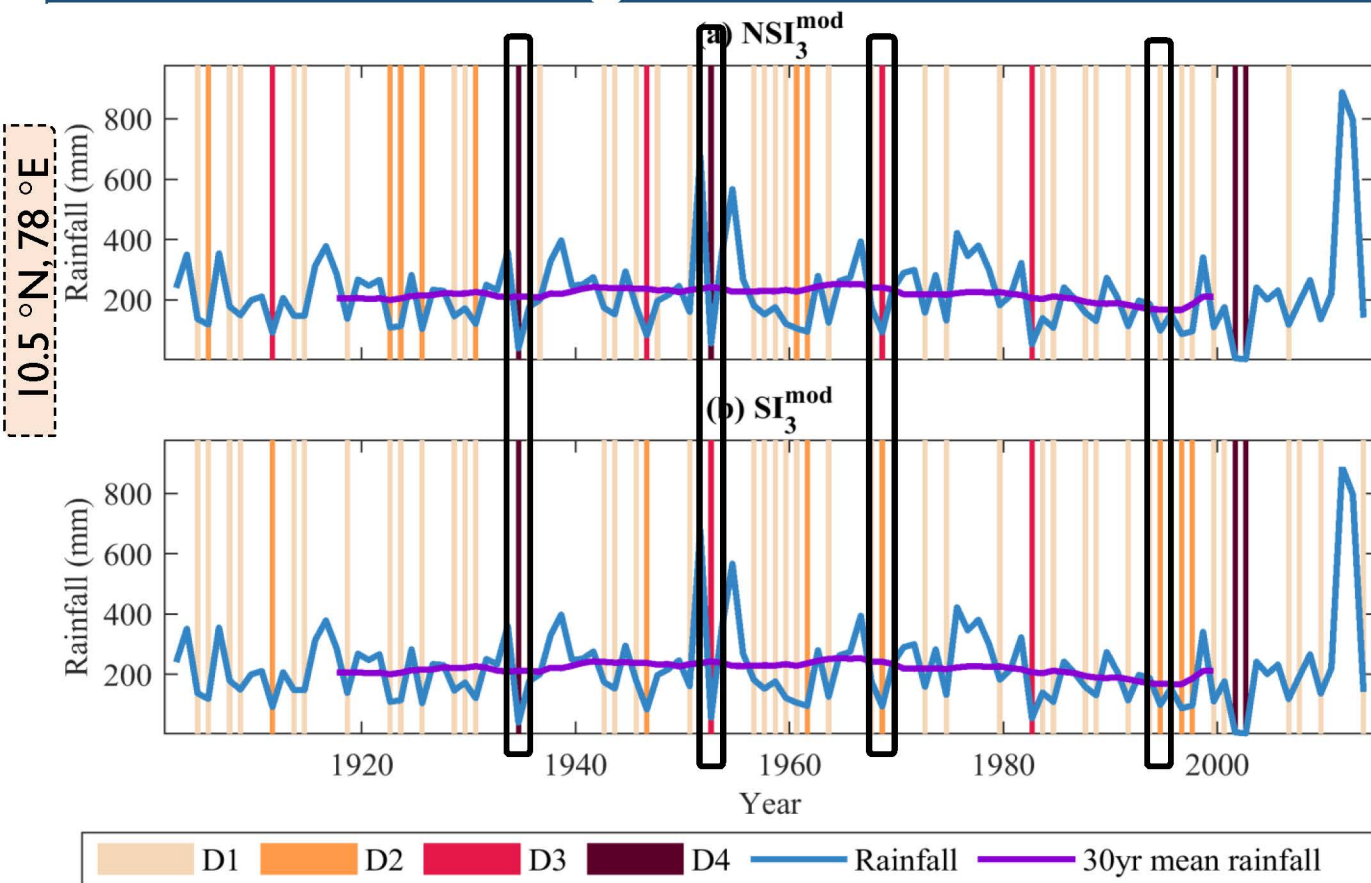 (a) NSI₃ᵐᵒᵈ
800
600
400
200
Rainfall (mm)
10.5 °N, 78 °E
(b) SI₃ᵐᵒᵈ
800
600
400
200
Rainfall (mm)
1920 1940 1960 1980 2000
Year
D1 D2 D3 D4 Rainfall 30yr mean rainfall